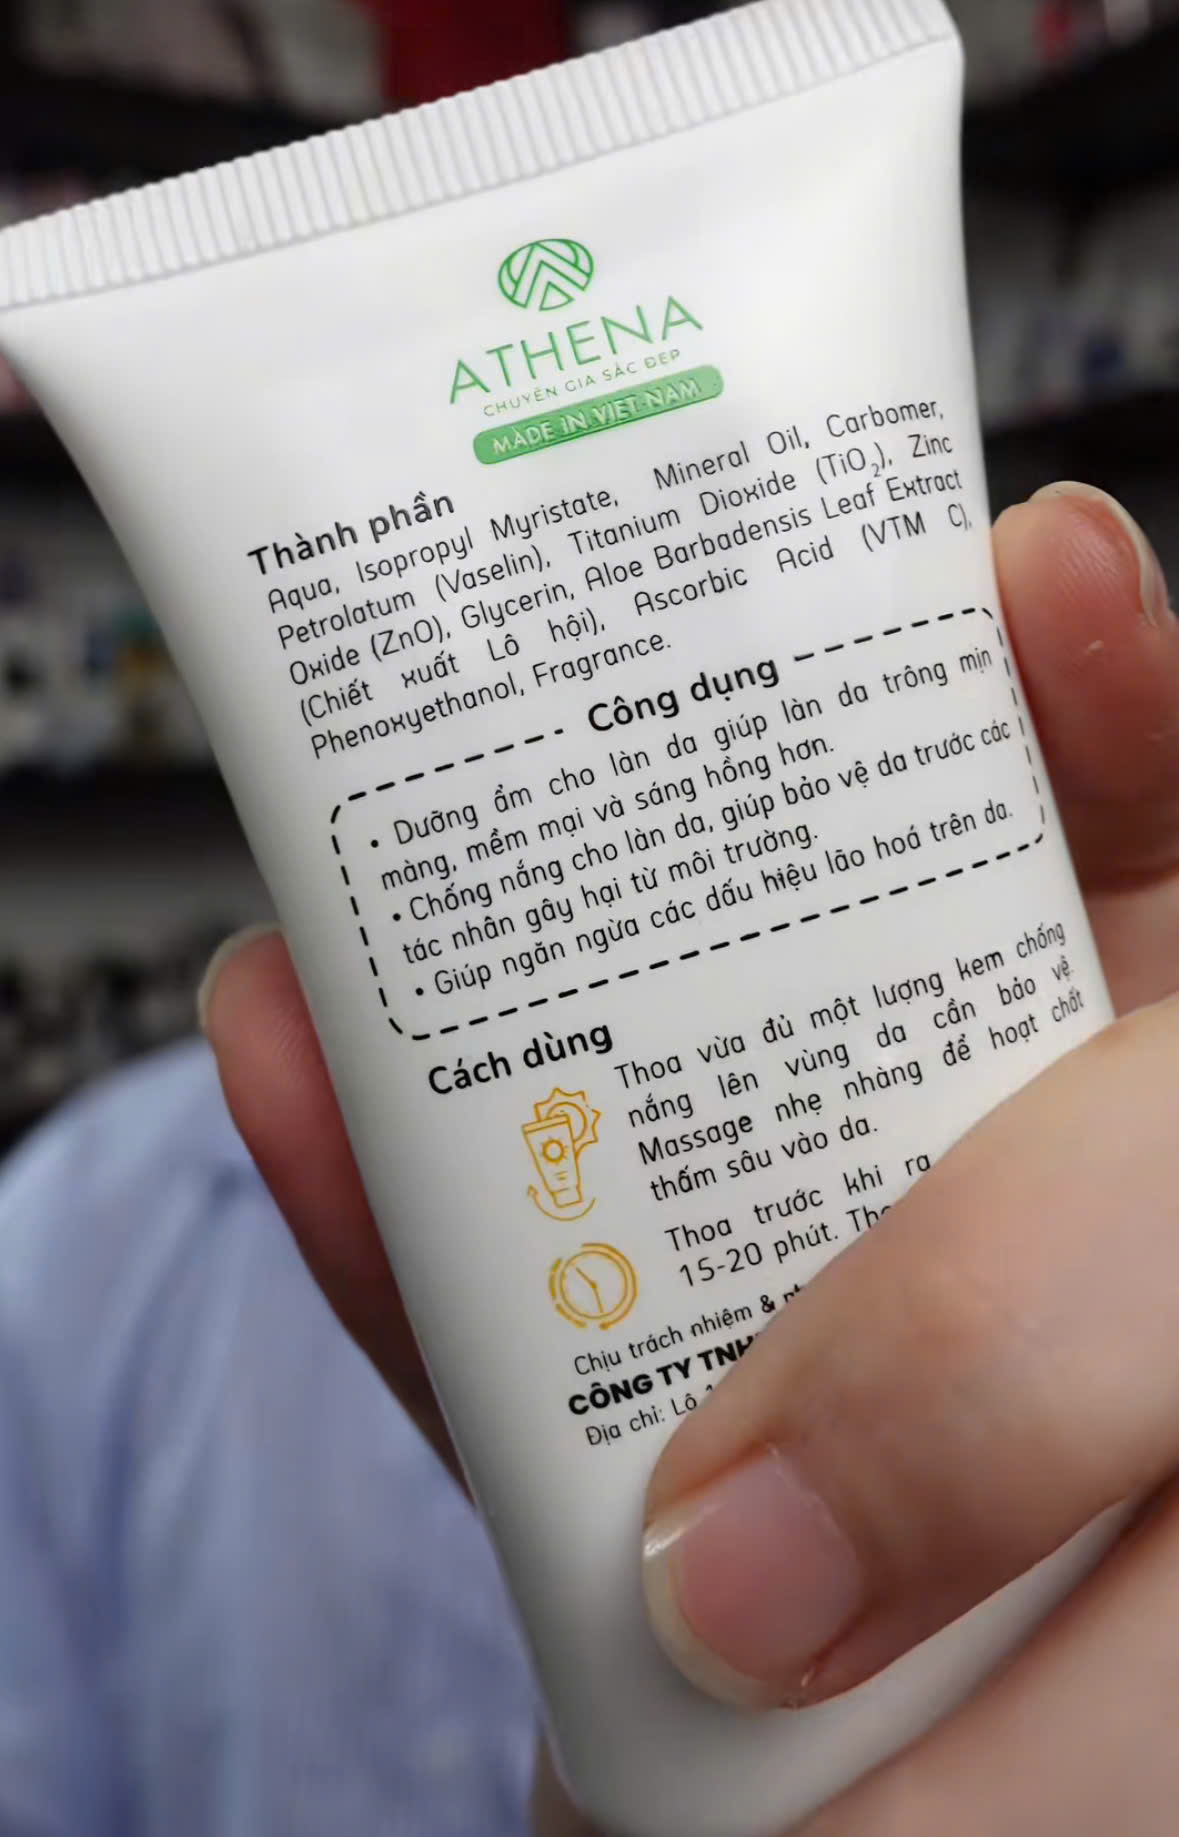 ATHENA
CHUYÊN GIA SẮC ĐẸP
MADE IN VIET NAM
Thành phần
Aqua, Isopropyl Myristate, Mineral Oil, Carbomer,
Petrolatum (Vaselin), Titanium Dioxide (TiO₂), Zinc
Oxide (ZnO), Glycerin, Aloe Barbadensis Leaf Extract
(Chiết xuất Lô hội), Ascorbic Acid (VTM C),
Phenoxyethanol, Fragrance.
Công dụng
• Dưỡng ẩm cho làn da giúp làn da trông mịn
màng, mềm mại và sáng hồng hơn.
• Chống nắng cho làn da, giúp bảo vệ da trước các
tác nhân gây hại từ môi trường.
• Giúp ngăn ngừa các dấu hiệu lão hoá trên da.
Cách dùng
Thoa vừa đủ một lượng kem chống
nắng lên vùng da cần bảo vệ.
Massage nhẹ nhàng để hoạt chất
thấm sâu vào da.
Thoa trước khi ra
15-20 phút.
Chịu trách nhiệm &
CÔNG TY TNH
Địa chỉ: Lô